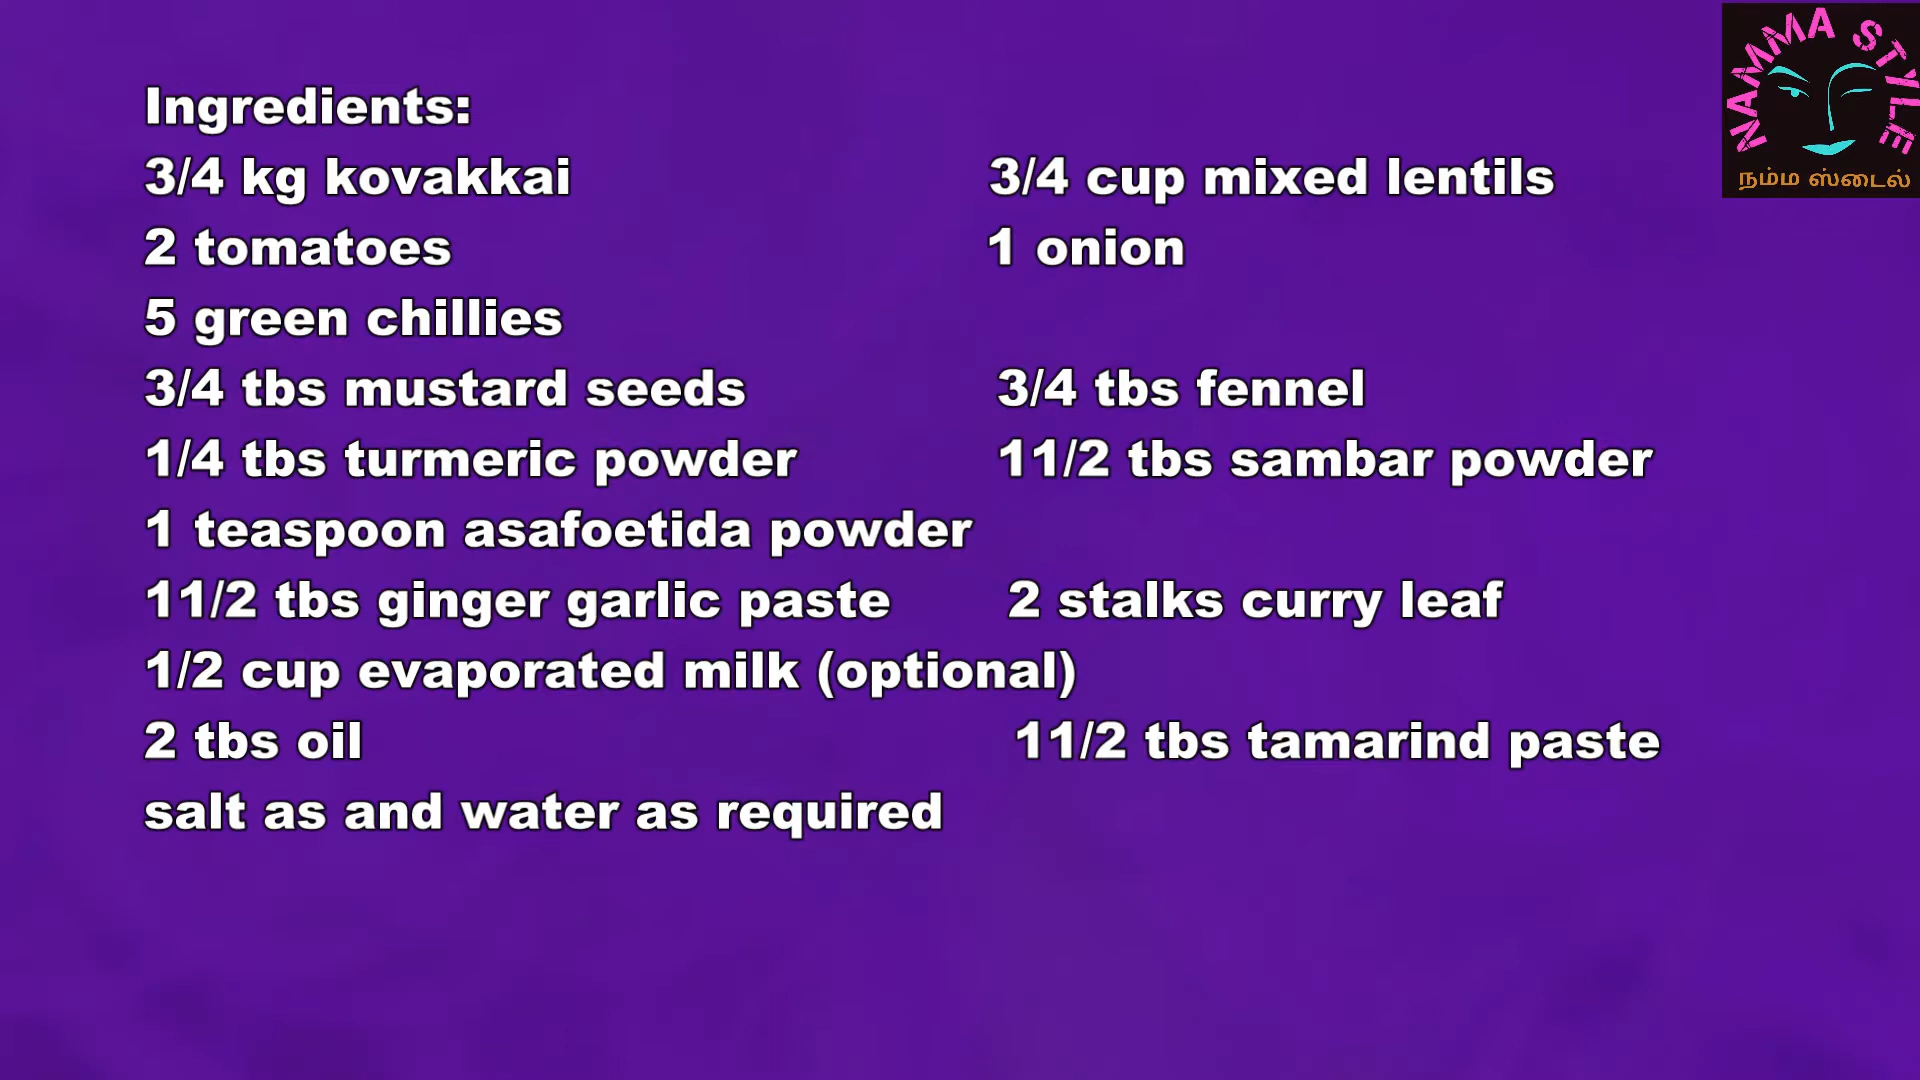 NAMMA STYLE
நம்ம ஸ்டைல்
Ingredients:
3/4 kg kovakkai 3/4 cup mixed lentils
2 tomatoes 1 onion
5 green chillies
3/4 tbs mustard seeds 3/4 tbs fennel
1/4 tbs turmeric powder 11/2 tbs sambar powder
1 teaspoon asafoetida powder
11/2 tbs ginger garlic paste 2 stalks curry leaf
1/2 cup evaporated milk (optional)
2 tbs oil 11/2 tbs tamarind paste
salt as and water as required